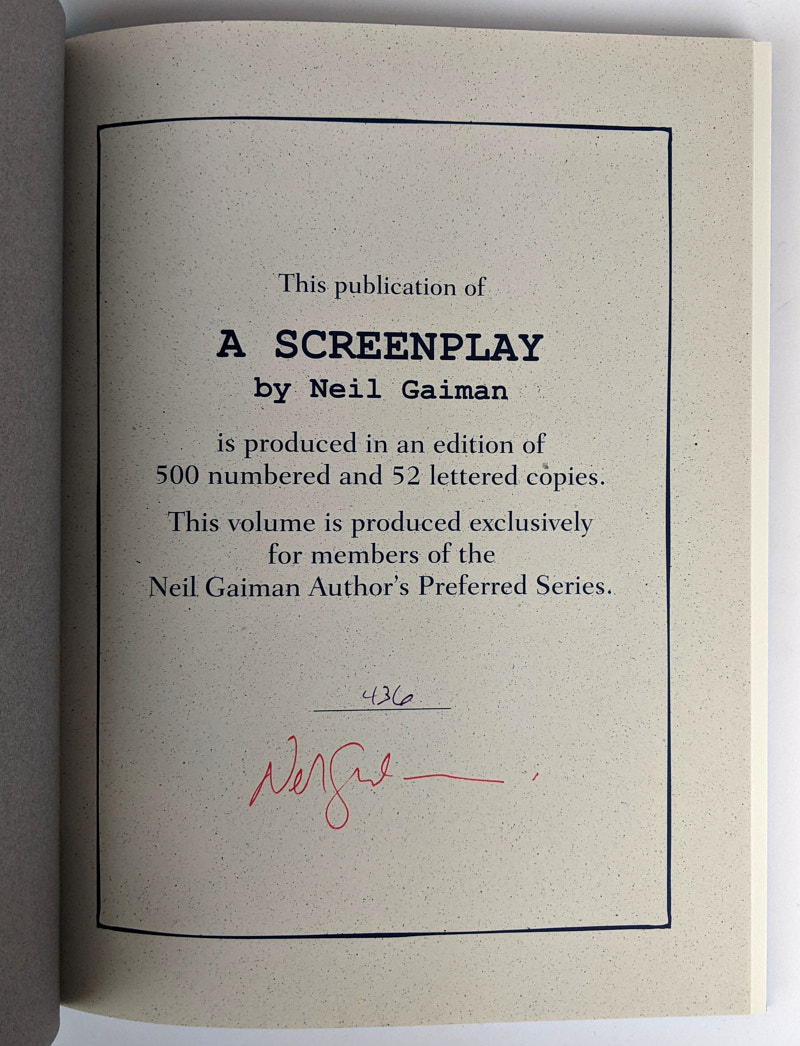 This publication of
A SCREENPLAY
by Neil Gaiman
is produced in an edition of
500 numbered and 52 lettered copies.
This volume is produced exclusively
for members of the
Neil Gaiman Author's Preferred Series.
436